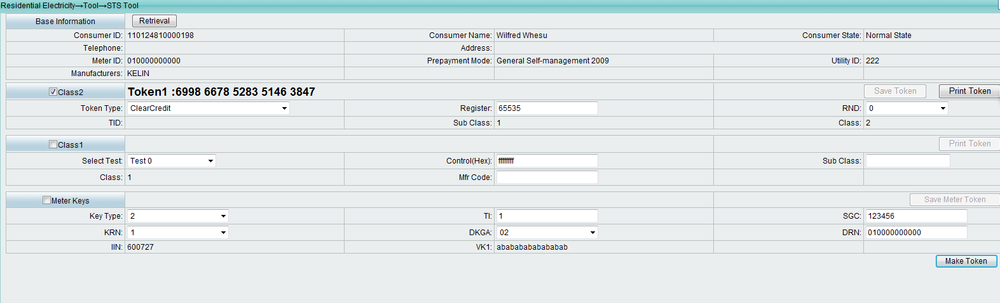 Residential Electricity→Tool→STS Tool
Base Information Retrieval
Consumer ID: 110124810000198 Consumer Name: Wilfred Whesu Consumer State: Normal State
Telephone: Address:
Meter ID: 010000000000 Prepayment Mode: General Self-management 2009 Utility ID: 222
Manufacturers: KELIN
Class2 Token1 :6998 6678 5283 5146 3847 Save Token Print Token
Token Type: ClearCredit Register: 65535 RND: 0
TID: Sub Class: 1 Class: 2
Class1 Print Token
Select Test: Test 0 Control(Hex): ffffffff Sub Class:
Class: 1 Mfr Code:
Meter Keys Save Meter Token
Key Type: 2 TI: 1 SGC: 123456
KRN: 1 DKGA: 02 DRN: 010000000000
IIN: 600727 VK1: abababababababab
Make Token